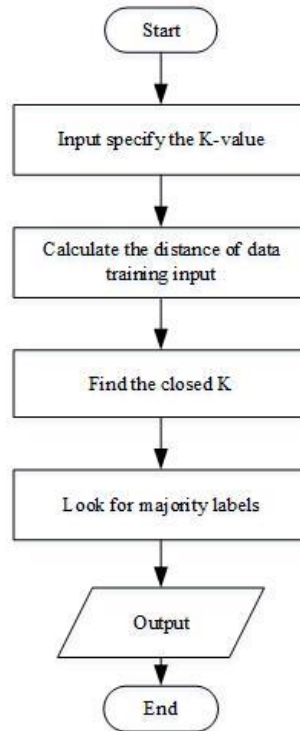 Start
Input specify the K-value
Calculate the distance of data
training input
Find the closed K
Look for majority labels
Output
End